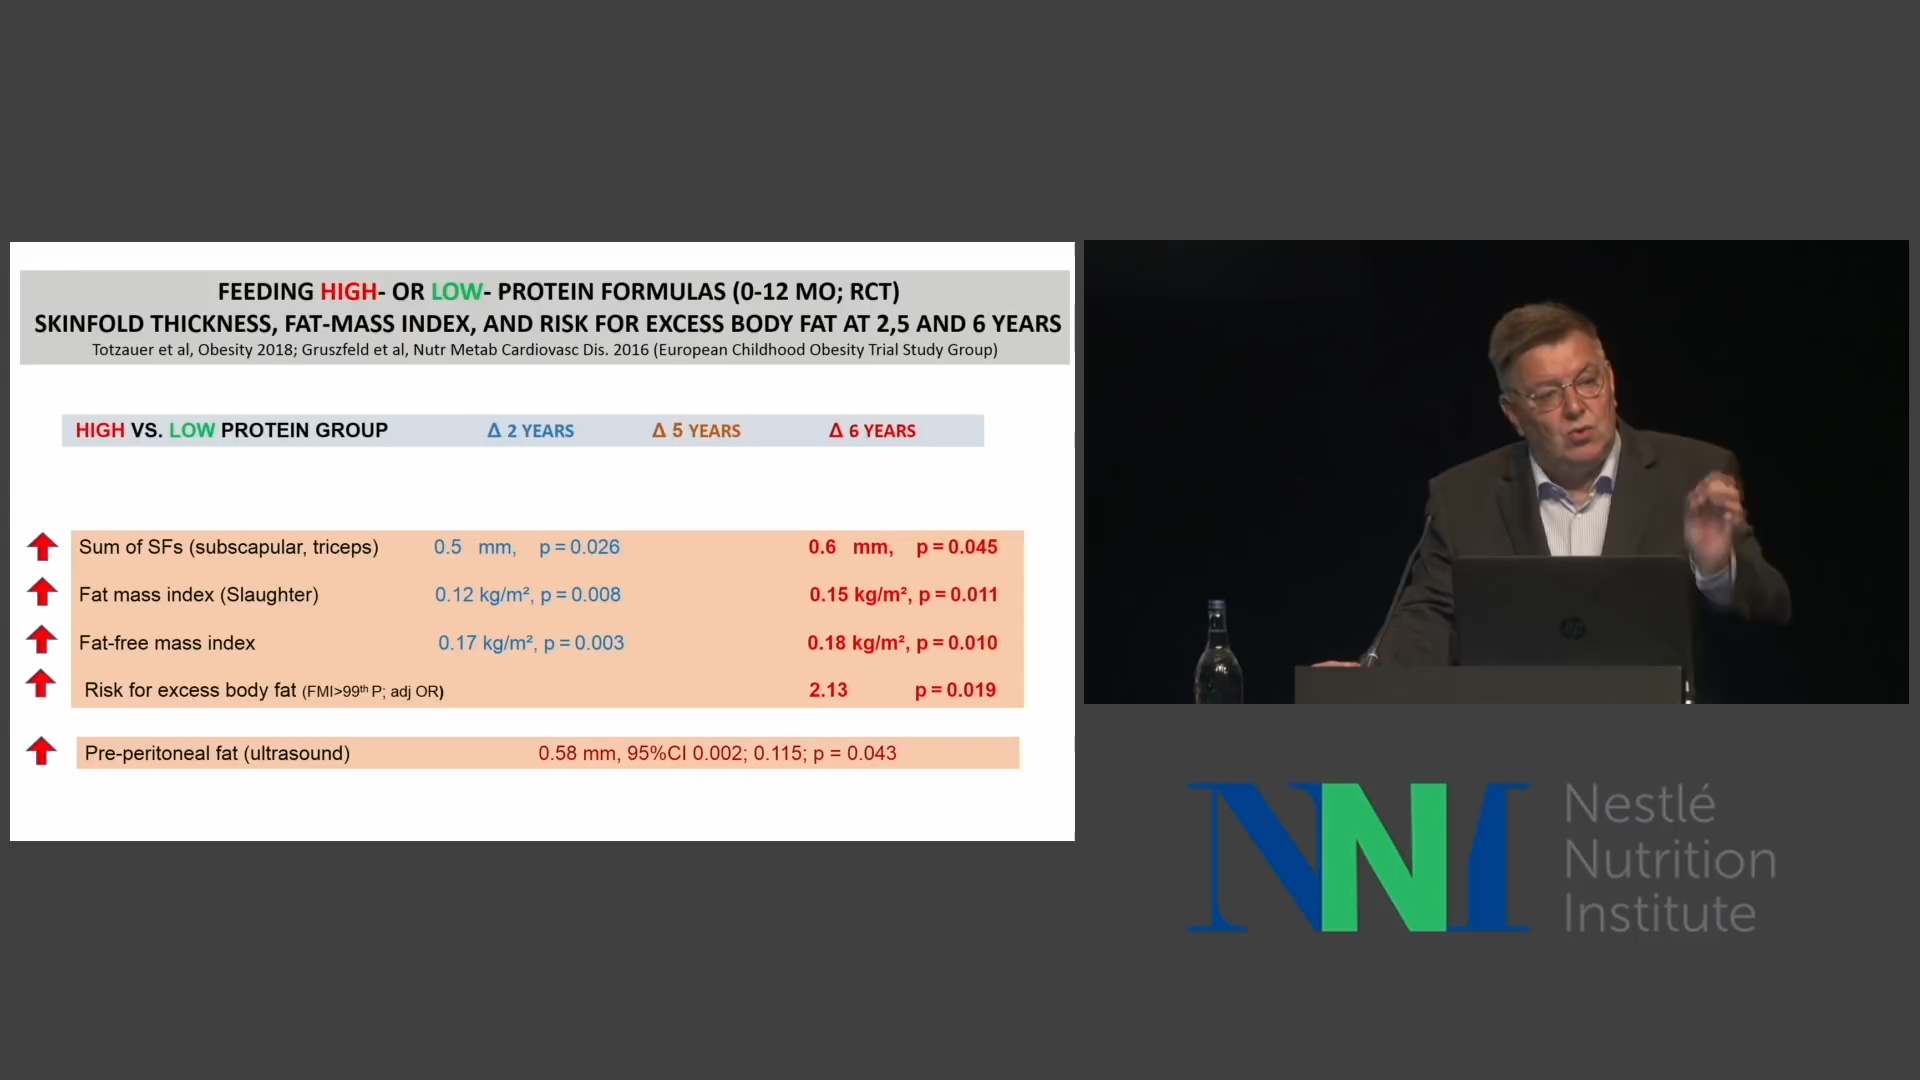 FEEDING HIGH- OR LOW- PROTEIN FORMULAS (0-12 MO; RCT)
SKINFOLD THICKNESS, FAT-MASS INDEX, AND RISK FOR EXCESS BODY FAT AT 2,5 AND 6 YEARS
Totzauer et al, Obesity 2018; Gruszfeld et al, Nutr Metab Cardiovasc Dis. 2016 (European Childhood Obesity Trial Study Group)
HIGH VS. LOW PROTEIN GROUP Δ 2 YEARS Δ 5 YEARS Δ 6 YEARS
Sum of SFs (subscapular, triceps) 0.5 mm, p = 0.026 0.6 mm, p = 0.045
Fat mass index (Slaughter) 0.12 kg/m², p = 0.008 0.15 kg/m², p = 0.011
Fat-free mass index 0.17 kg/m², p = 0.003 0.18 kg/m², p = 0.010
Risk for excess body fat (FMI>99th P; adj OR) 2.13 p = 0.019
Pre-peritoneal fat (ultrasound) 0.58 mm, 95%CI 0.002; 0.115; p = 0.043
hp
NNI
Nestlé
Nutrition
Institute